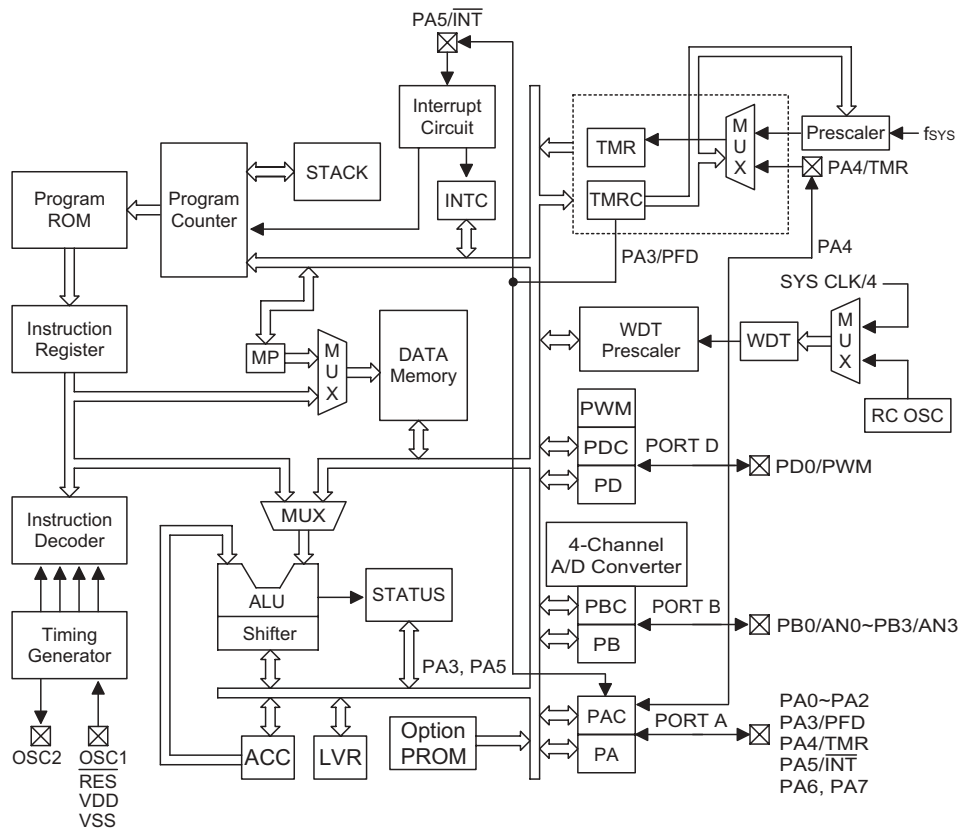 PA5/INT
Interrupt
Circuit
INTC
STACK
Program
Counter
Program
ROM
Instruction
Register
MP
MUX
DATA
Memory
TMR
TMRC
MUX
Prescaler
fSYS
PA4/TMR
PA3/PFD
PA4
SYS CLK/4
WDT
Prescaler
WDT
MUX
RC OSC
PWM
PDC
PD
PORT D
PD0/PWM
Instruction
Decoder
MUX
ALU
Shifter
STATUS
4-Channel
A/D Converter
PBC
PB
PORT B
PB0/AN0~PB3/AN3
Timing
Generator
PA3, PA5
PAC
PA
PORT A
PA0~PA2
PA3/PFD
PA4/TMR
PA5/INT
PA6, PA7
OSC2
OSC1
RES
VDD
VSS
ACC
LVR
Option
PROM